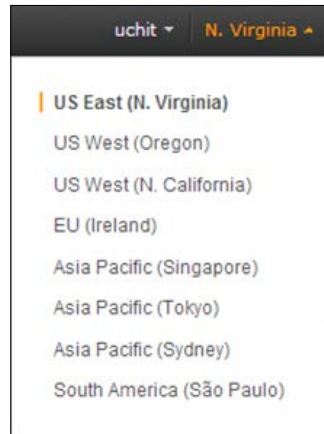 uchit N. Virginia
US East (N. Virginia)
US West (Oregon)
US West (N. California)
EU (Ireland)
Asia Pacific (Singapore)
Asia Pacific (Tokyo)
Asia Pacific (Sydney)
South America (São Paulo)